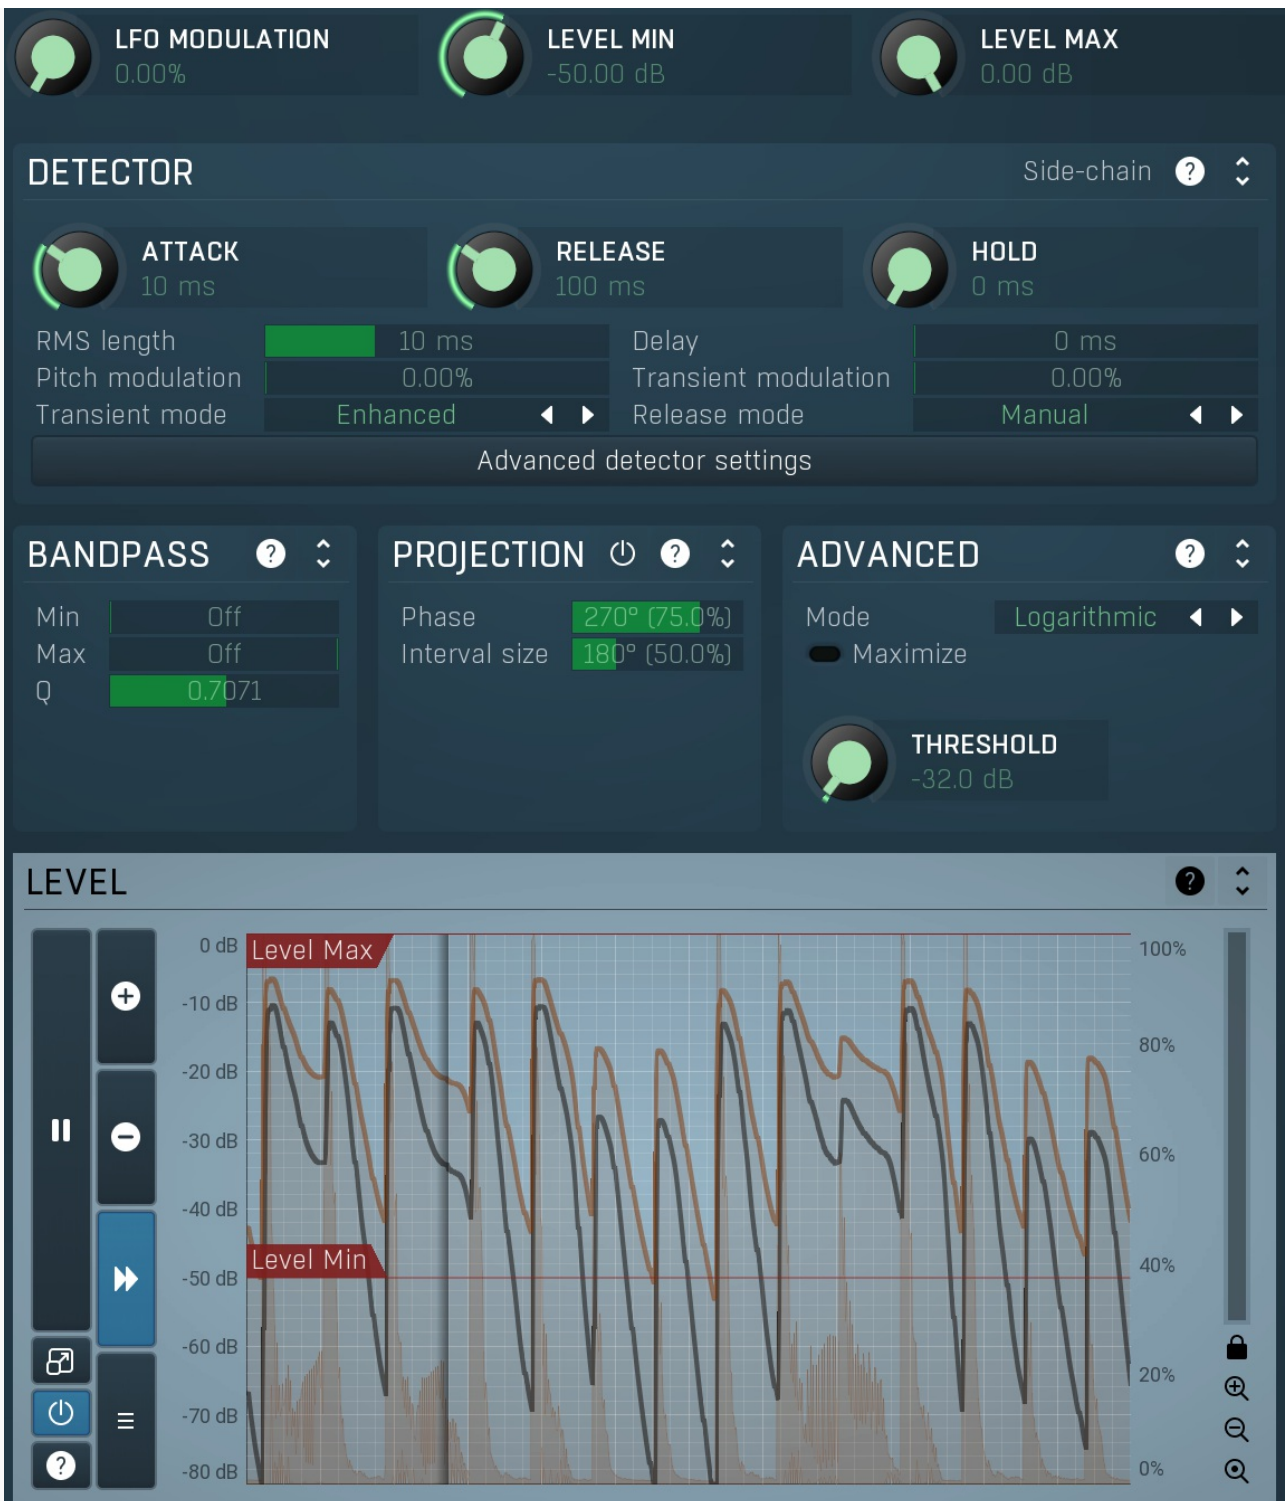 LFO MODULATION LEVEL MIN LEVEL MAX
0.00% -50.00 dB 0.00 dB
DETECTOR Side-chain ?
ATTACK RELEASE HOLD
10 ms 100 ms 0 ms
RMS length 10 ms Delay 0 ms
Pitch modulation 0.00% Transient modulation 0.00%
Transient mode Enhanced Release mode Manual
Advanced detector settings
BANDPASS ? PROJECTION ? ADVANCED ?
Min Off Phase 270° (75.0%) Mode Logarithmic
Max Off Interval size 180° (50.0%) Maximize
Q 0.7071
THRESHOLD
-32.0 dB
LEVEL ?
0 dB Level Max 100%
-10 dB
80%
-20 dB
-30 dB
60%
-40 dB
Level Min 40%
-50 dB
-60 dB
20%
-70 dB
? -80 dB 0%